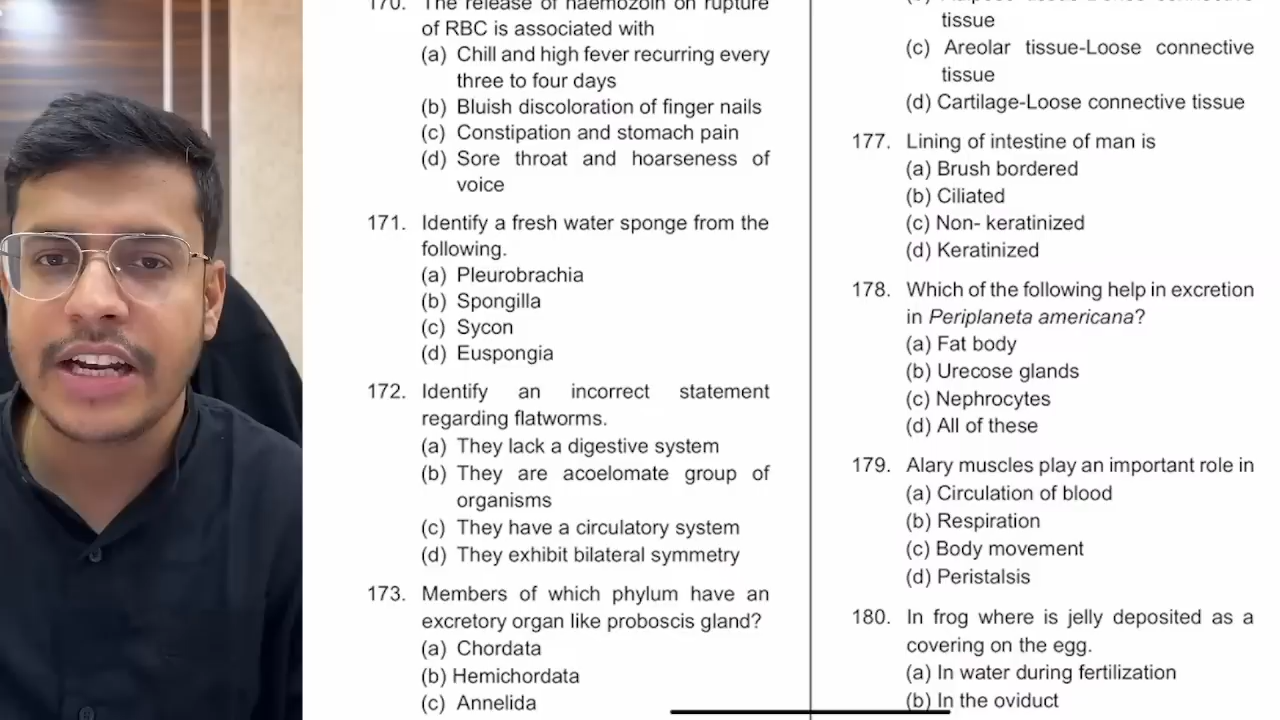 170. The release of haemozoin on rupture
of RBC is associated with
(a) Chill and high fever recurring every
three to four days
(b) Bluish discoloration of finger nails
(c) Constipation and stomach pain
(d) Sore throat and hoarseness of
voice
171. Identify a fresh water sponge from the
following.
(a) Pleurobrachia
(b) Spongilla
(c) Sycon
(d) Euspongia
172. Identify an incorrect statement
regarding flatworms.
(a) They lack a digestive system
(b) They are acoelomate group of
organisms
(c) They have a circulatory system
(d) They exhibit bilateral symmetry
173. Members of which phylum have an
excretory organ like proboscis gland?
(a) Chordata
(b) Hemichordata
(c) Annelida
tissue
(c) Areolar tissue-Loose connective
tissue
(d) Cartilage-Loose connective tissue
177. Lining of intestine of man is
(a) Brush bordered
(b) Ciliated
(c) Non- keratinized
(d) Keratinized
178. Which of the following help in excretion
in Periplaneta americana?
(a) Fat body
(b) Urecose glands
(c) Nephrocytes
(d) All of these
179. Alary muscles play an important role in
(a) Circulation of blood
(b) Respiration
(c) Body movement
(d) Peristalsis
180. In frog where is jelly deposited as a
covering on the egg.
(a) In water during fertilization
(b) In the oviduct